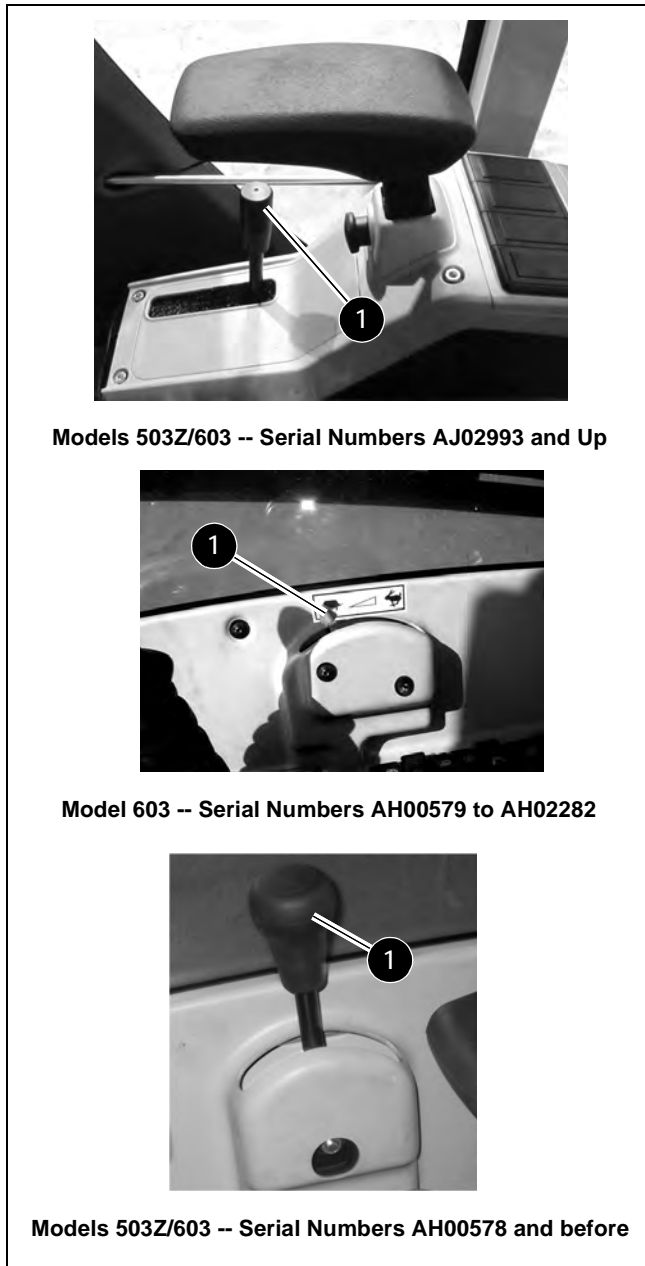 1
Models 503Z/603 -- Serial Numbers AJ02993 and Up
1
Model 603 -- Serial Numbers AH00579 to AH02282
1
Models 503Z/603 -- Serial Numbers AH00578 and before